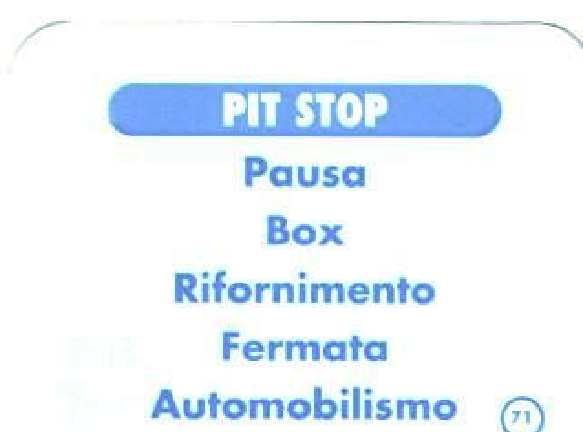 PIT STOP
Pausa
Box
Rifornimento
Fermata
Automobilismo
71